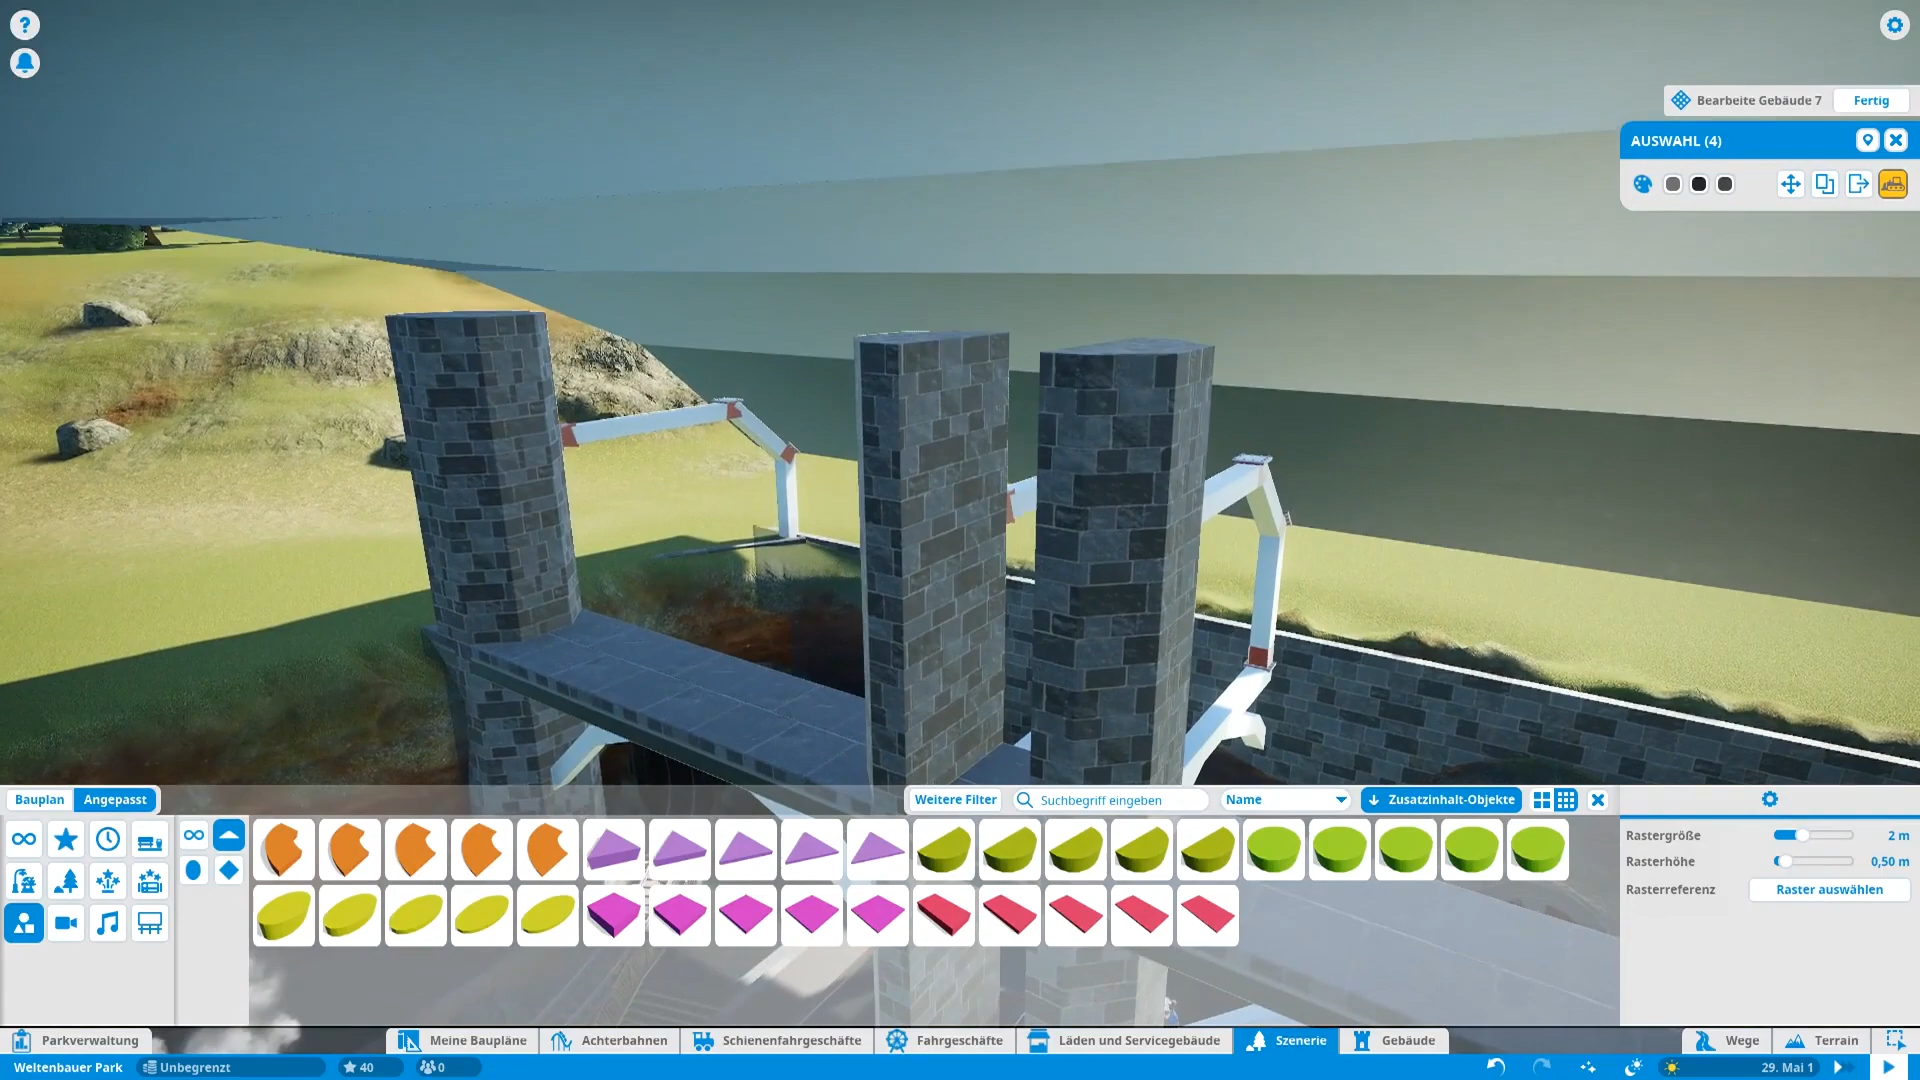 ?
Bearbeite Gebäude 7
Fertig
AUSWAHL (4)
Bauplan
Angepasst
Weitere Filter
Suchbegriff eingeben
Name
Zusatzinhalt-Objekte
Rastergröße
2 m
Rasterhöhe
0,50 m
Rasterreferenz
Raster auswählen
Parkverwaltung
Meine Baupläne
Achterbahnen
Schienenfahrgeschäfte
Fahrgeschäfte
Läden und Servicegebäude
Szenerie
Gebäude
Wege
Terrain
Weltenbauer Park
Unbegrenzt
40
0
29. Mai 1